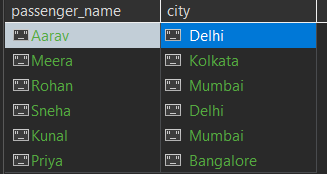 passenger_name city
Aarav Delhi
Meera Kolkata
Rohan Mumbai
Sneha Delhi
Kunal Mumbai
Priya Bangalore